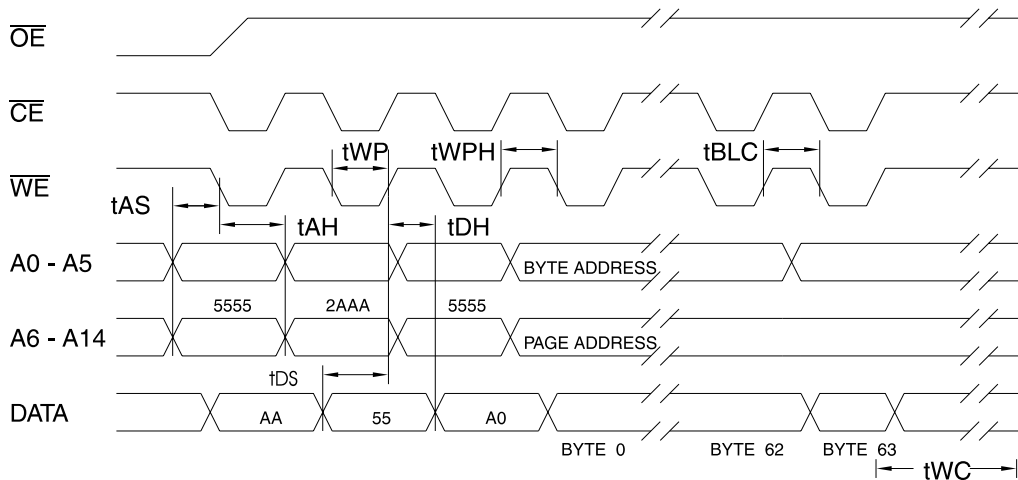 OE
CE
tWP tWPH tBLC
WE
tAS
tAH tDH
A0 - A5 BYTE ADDRESS
5555 2AAA 5555
A6 - A14 PAGE ADDRESS
tDS
DATA AA 55 A0
BYTE 0 BYTE 62 BYTE 63
tWC